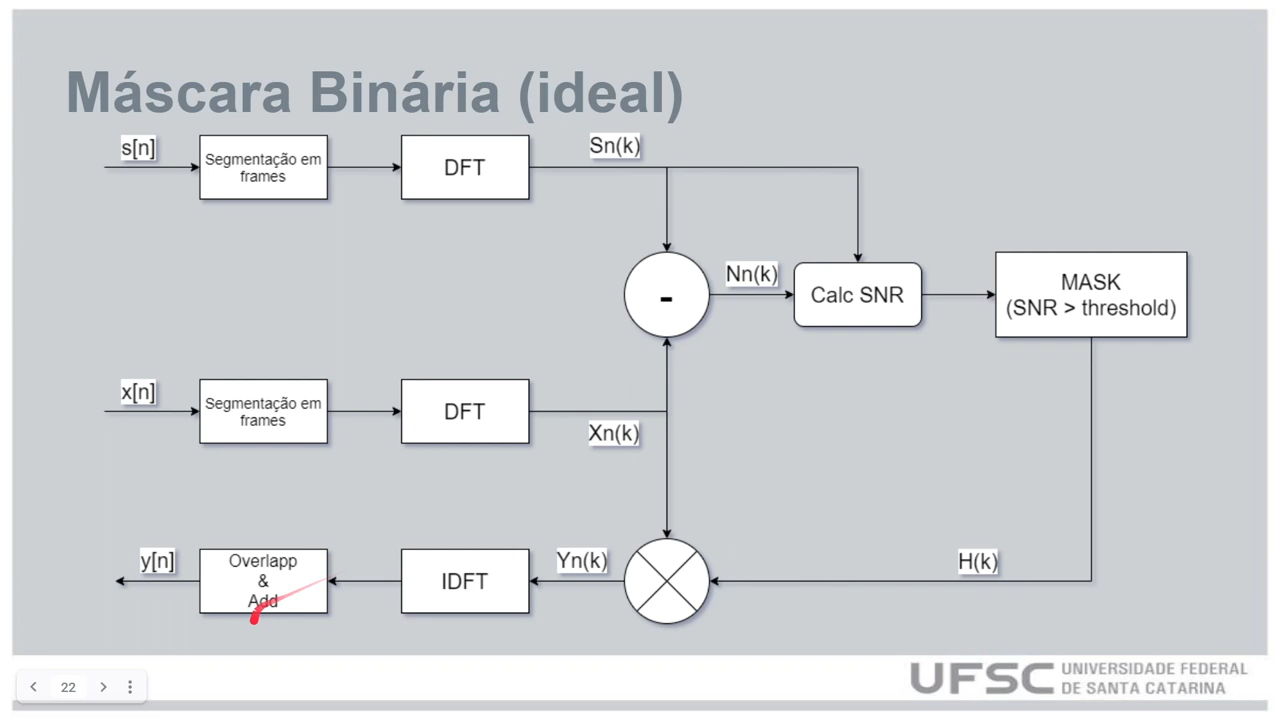 Máscara Binária (ideal)
s[n]
Segmentação em
frames
DFT
Sn(k)
-
Nn(k)
Calc SNR
MASK
(SNR > threshold)
x[n]
Segmentação em
frames
DFT
Xn(k)
y[n]
Overlapp
&
Add
IDFT
Yn(k)
H(k)
22
UFSC
UNIVERSIDADE FEDERAL
DE SANTA CATARINA